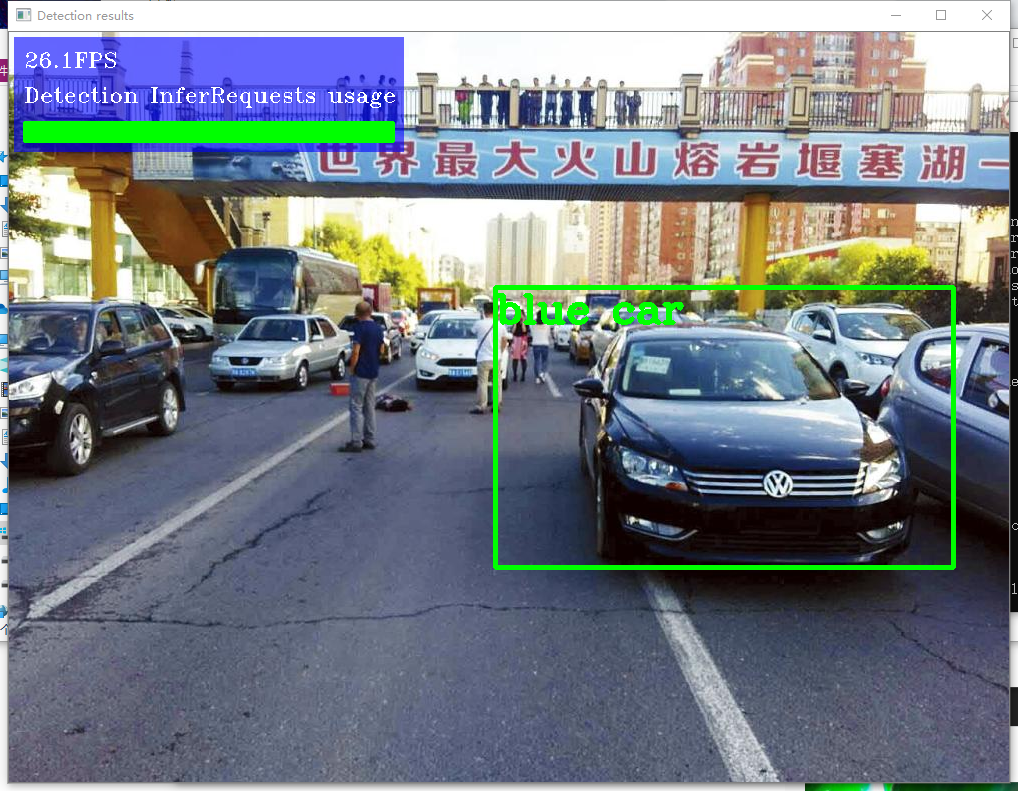 Detection results
26.1FPS
Detection InferRequests usage
世界最大火山熔岩堰塞湖一
blue car